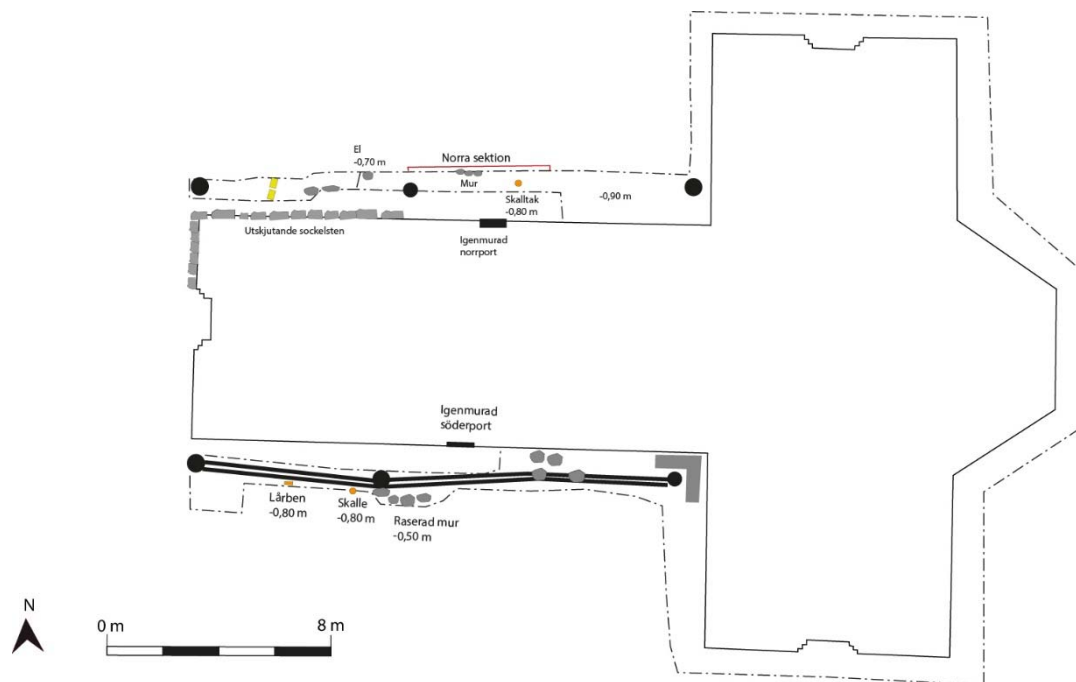 El
-0,70 m
Norra sektion
Mur
Skalltak
-0,80 m
-0,90 m
Utskjutande sockelsten
Igenmurad
norrport
Igenmurad
söderport
Lårben
-0,80 m
Skalle
-0,80 m
Raserad mur
-0,50 m
N
0 m
8 m